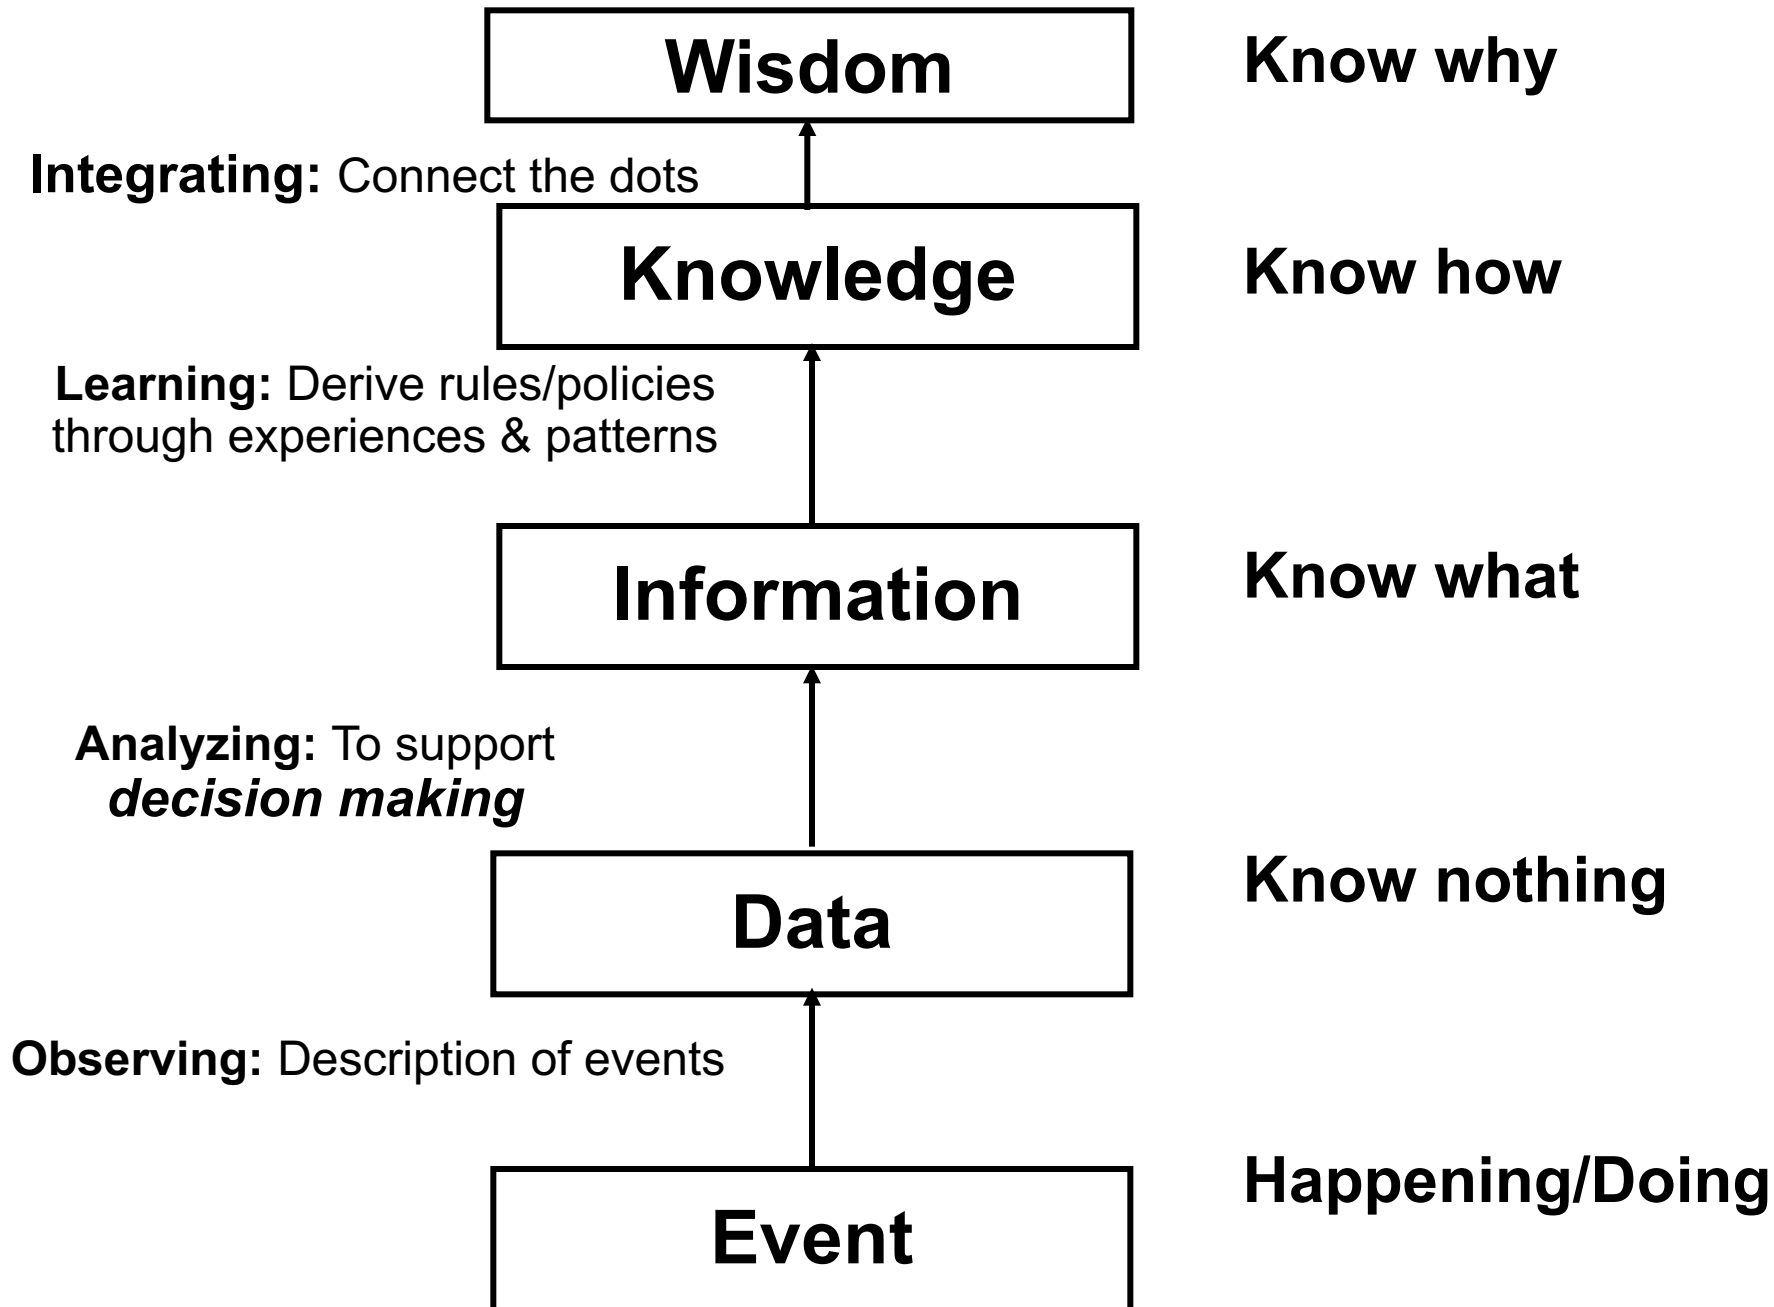 Wisdom
Know why
Integrating: Connect the dots
Knowledge
Know how
Learning: Derive rules/policies
through experiences & patterns
Information
Know what
Analyzing: To support
decision making
Data
Know nothing
Observing: Description of events
Event
Happening/Doing